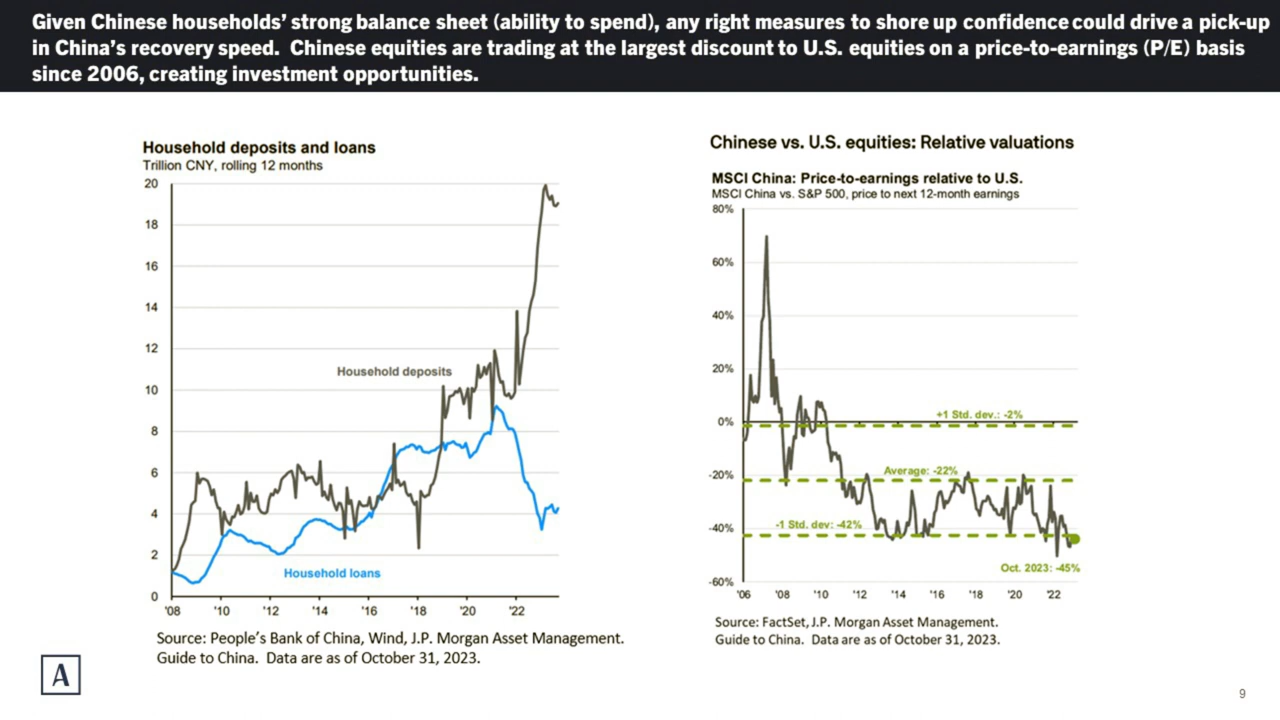 Given Chinese households' strong balance sheet (ability to spend), any right measures to shore up confidence could drive a pick-up
in China's recovery speed.  Chinese equities are trading at the largest discount to U.S. equities on a price-to-earnings (P/E) basis
since 2006, creating investment opportunities.
Household deposits and loans
Trillion CNY, rolling 12 months
20
18
16
14
12
10
8
6
4
2
0
Household deposits
Household loans
'08 '10 '12 '14 '16 '18 '20 '22
Source: People's Bank of China, Wind, J.P. Morgan Asset Management.
Guide to China.  Data are as of October 31, 2023.
Chinese vs. U.S. equities: Relative valuations
MSCI China: Price-to-earnings relative to U.S.
MSCI China vs. S&P 500, price to next 12-month earnings
80%
60%
40%
20%
0%
-20%
-40%
-60%
+1 Std. dev.: -2%
Average: -22%
-1 Std. dev: -42%
Oct. 2023: -45%
'06 '08 '10 '12 '14 '16 '18 '20 '22
Source: FactSet, J.P. Morgan Asset Management.
Guide to China.  Data are as of October 31, 2023.
A
9